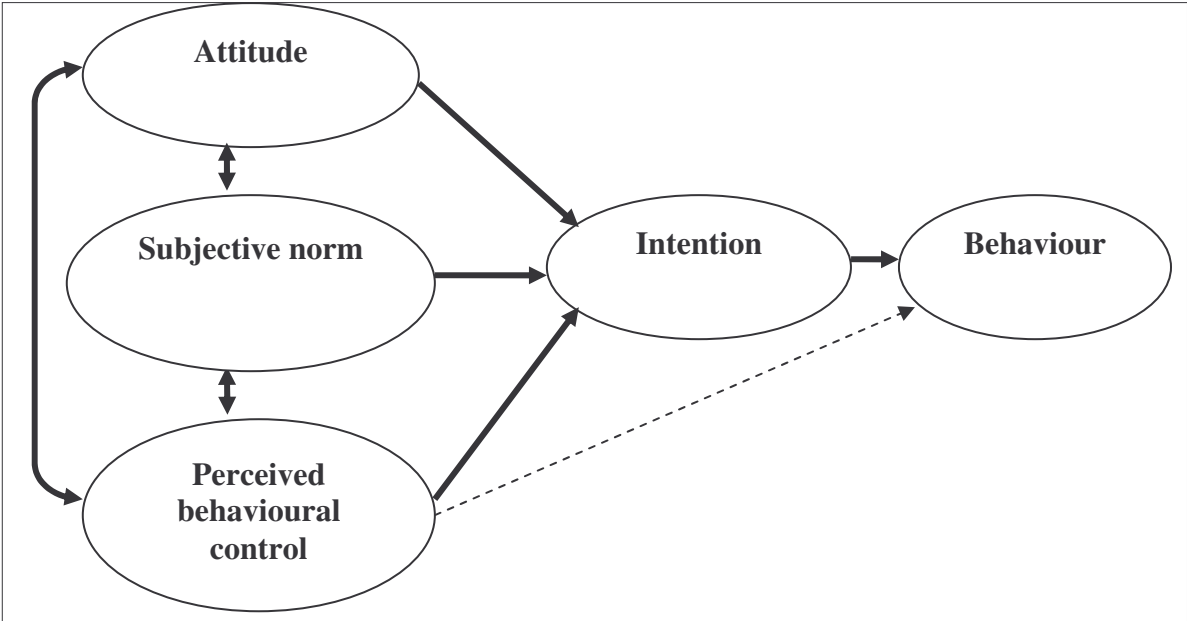 Attitude
Subjective norm
Intention
Behaviour
Perceived
behavioural
control